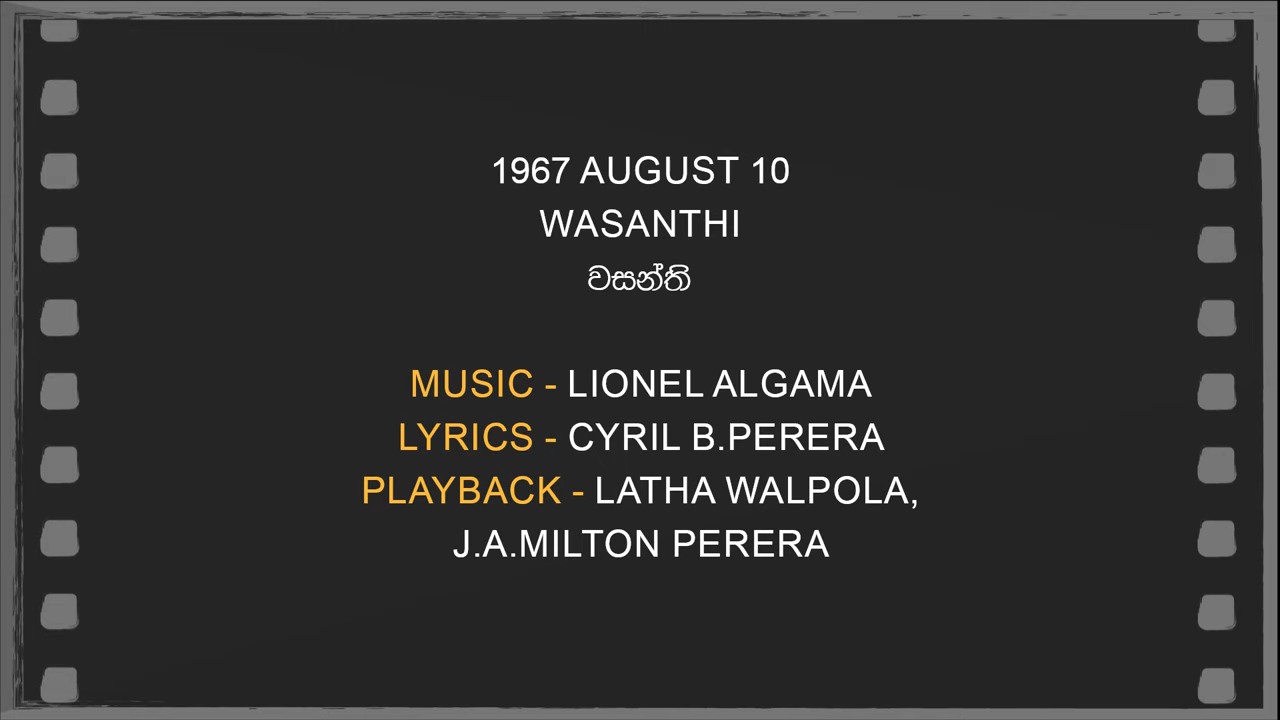 1967 AUGUST 10
WASANTHI
වසන්ති
MUSIC - LIONEL ALGAMA
LYRICS - CYRIL B.PERERA
PLAYBACK - LATHA WALPOLA,
J.A.MILTON PERERA